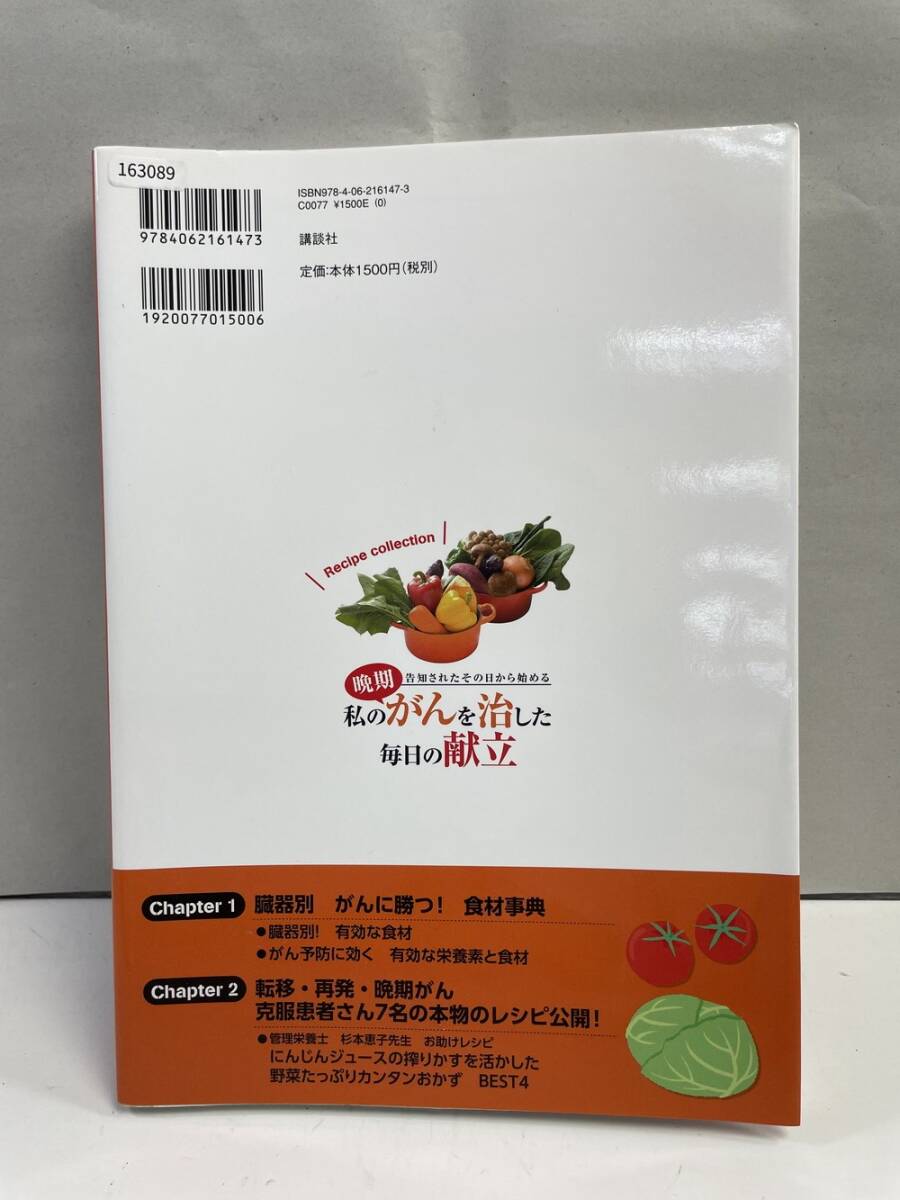 163089
ISBN978-4-06-216147-3
C0077 ¥1500E (0)
9784062161473
講談社
定価:本体1500円(税別)
1920077015006
Recipe collection
晩期
告知されたその日から始める
私のがんを治した
毎日の献立
Chapter 1
臓器別 がんに勝つ! 食材事典
●臓器別! 有効な食材
●がん予防に効く 有効な栄養素と食材
Chapter 2
転移・再発・晩期がん
克服患者さん7名の本物のレシピ公開!
●管理栄養士 杉本恵子先生 お助けレシピ
にんじんジュースの搾りかすを活かした
野菜たっぷりカンタンおかず BEST4